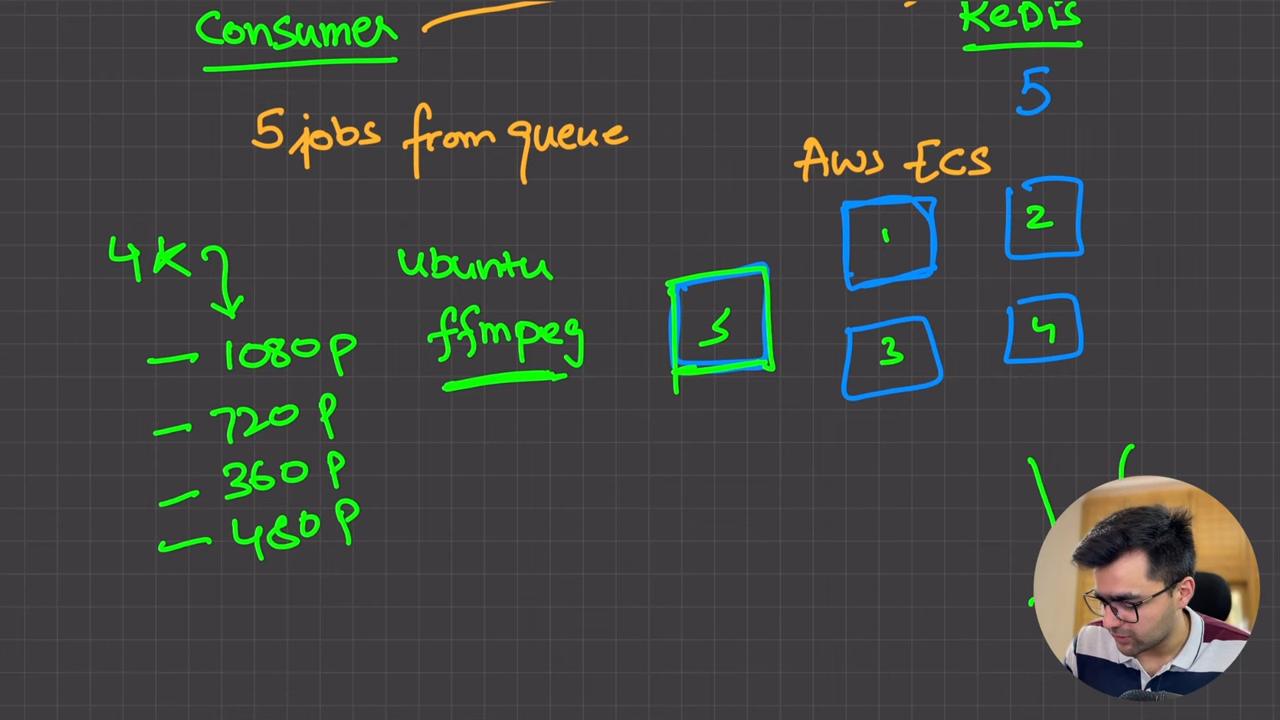 Consumer
Redis
5
5 jobs from queue
AWS ECS
1
2
4K
ubuntu
ffmpeg
5
3
4
- 1080P
- 720P
- 360P
- 480P